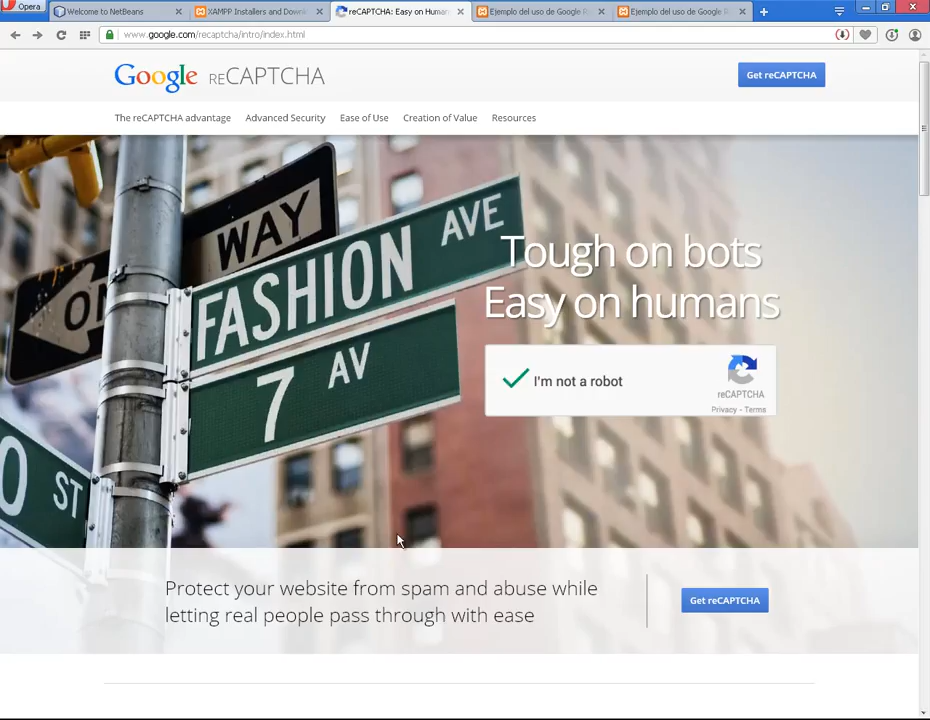 Opera
Welcome to NetBeans
XAMPP Installers and Downl
reCAPTCHA: Easy on Human
Ejemplo del uso de Google R
Ejemplo del uso de Google R
www.google.com/recaptcha/intro/index.html
Google reCAPTCHA
Get reCAPTCHA
The reCAPTCHA advantage
Advanced Security
Ease of Use
Creation of Value
Resources
WAY
ON
FASHION AVE
7 AV
0 ST
Tough on bots
Easy on humans
I'm not a robot
reCAPTCHA
Privacy - Terms
Protect your website from spam and abuse while
letting real people pass through with ease
Get reCAPTCHA